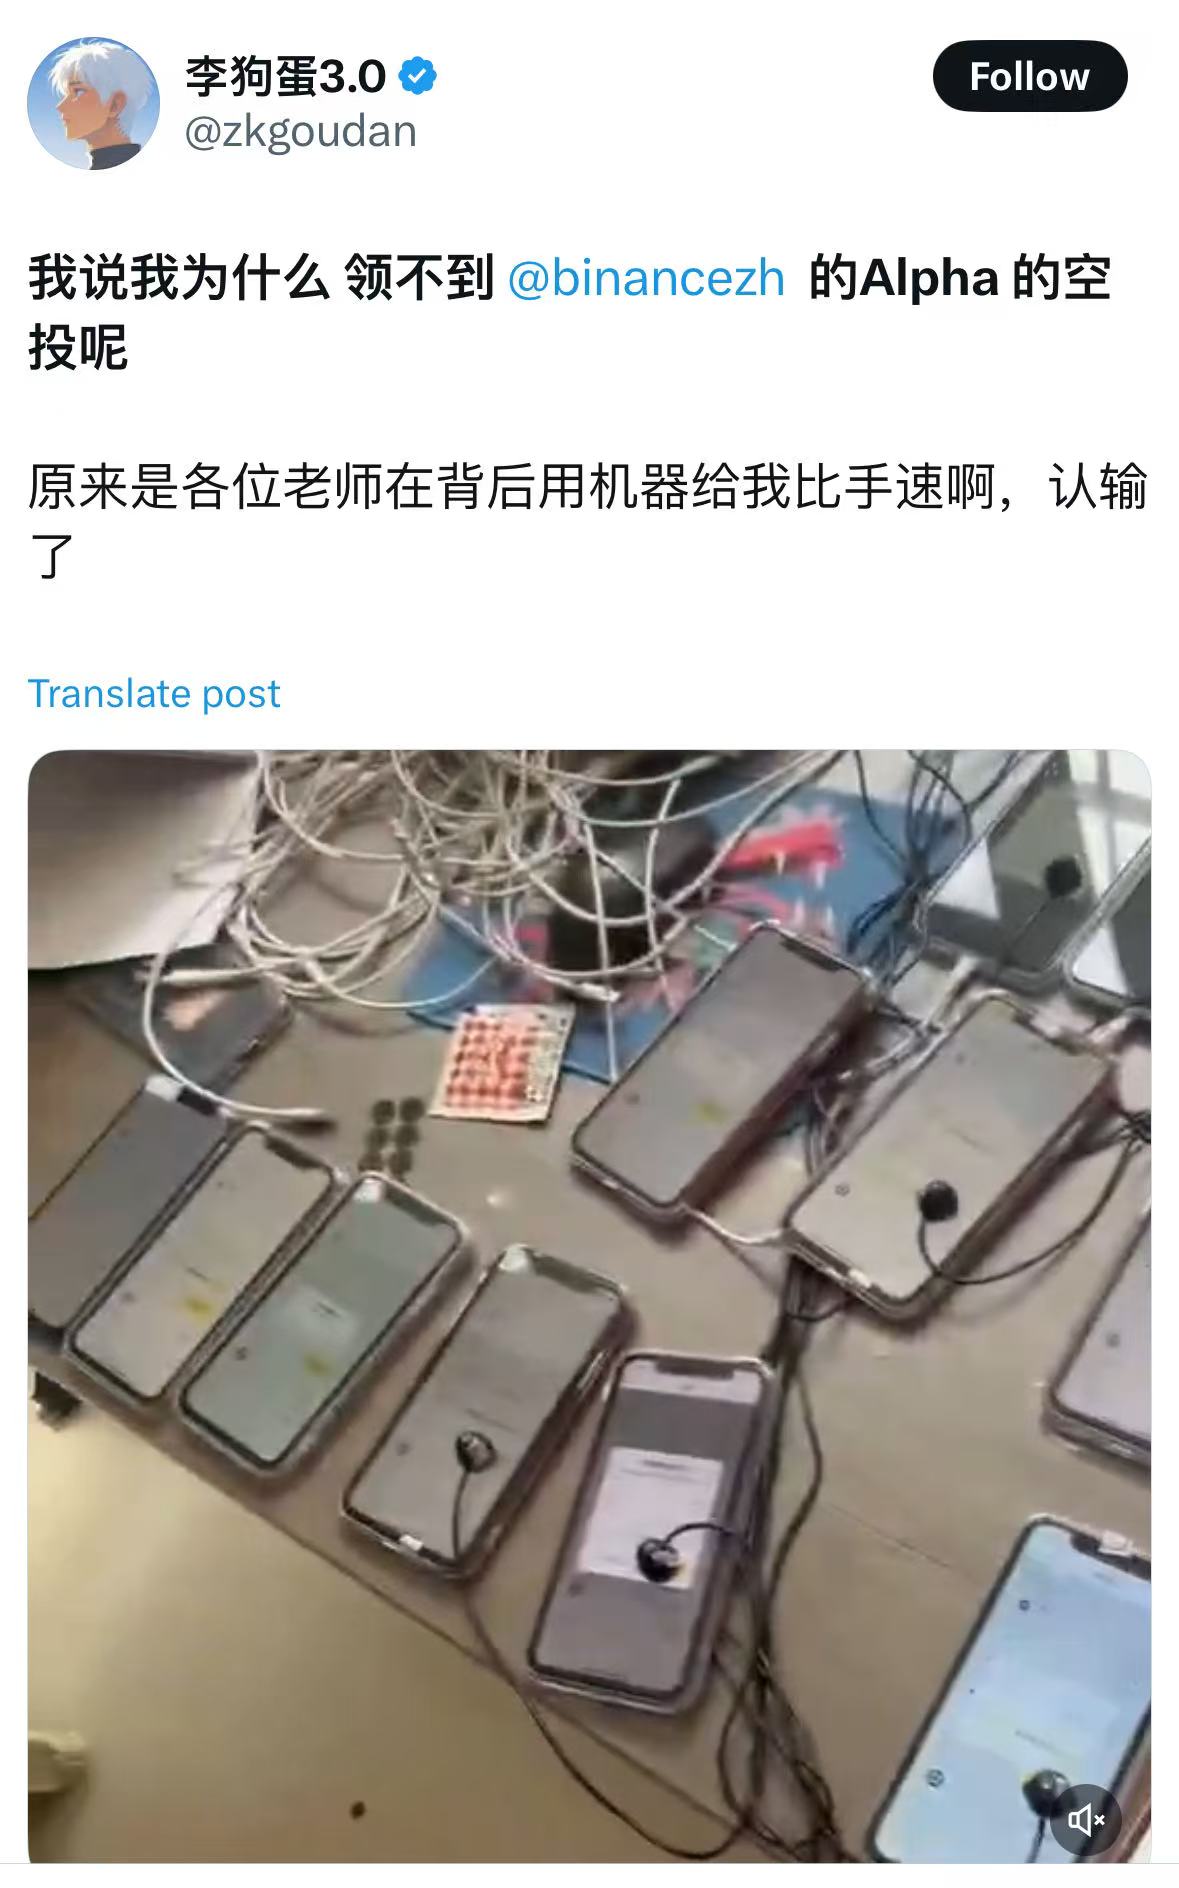 李狗蛋3.0
Follow
@zkgoudan
我说我为什么 领不到 @binancezh 的Alpha 的空
投呢
原来是各位老师在背后用机器给我比手速啊，认输
了
Translate post